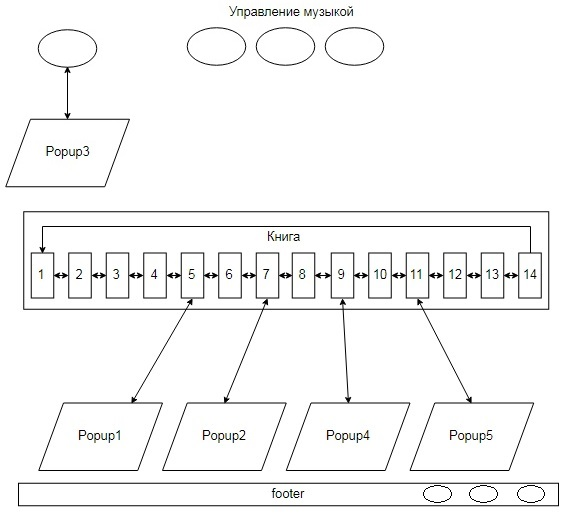 Управление музыкой
Popup3
Книга
1 2 3 4 5 6 7 8 9 10 11 12 13 14
Popup1 Popup2 Popup4 Popup5
footer